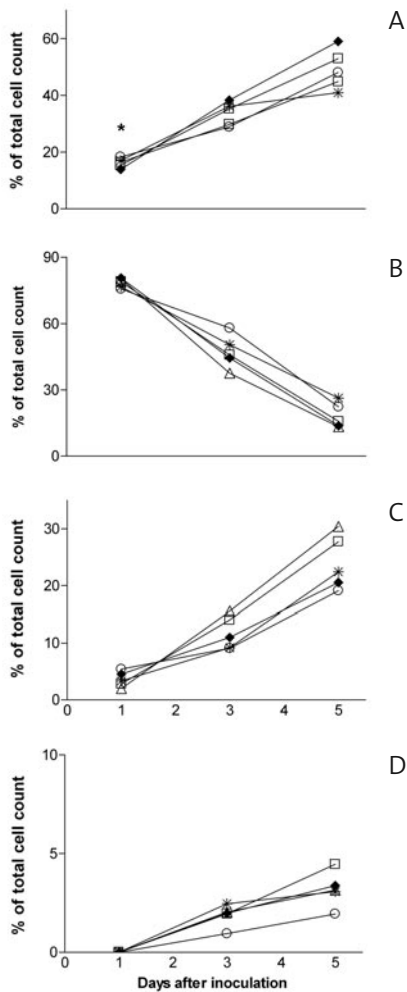 A
% of total cell count
60
40
20
0
*
B
% of total cell count
90
60
30
0
C
% of total cell count
30
20
10
0
0 1 2 3 4 5
D
% of total cell count
10
5
0
0 1 2 3 4 5
Days after inoculation